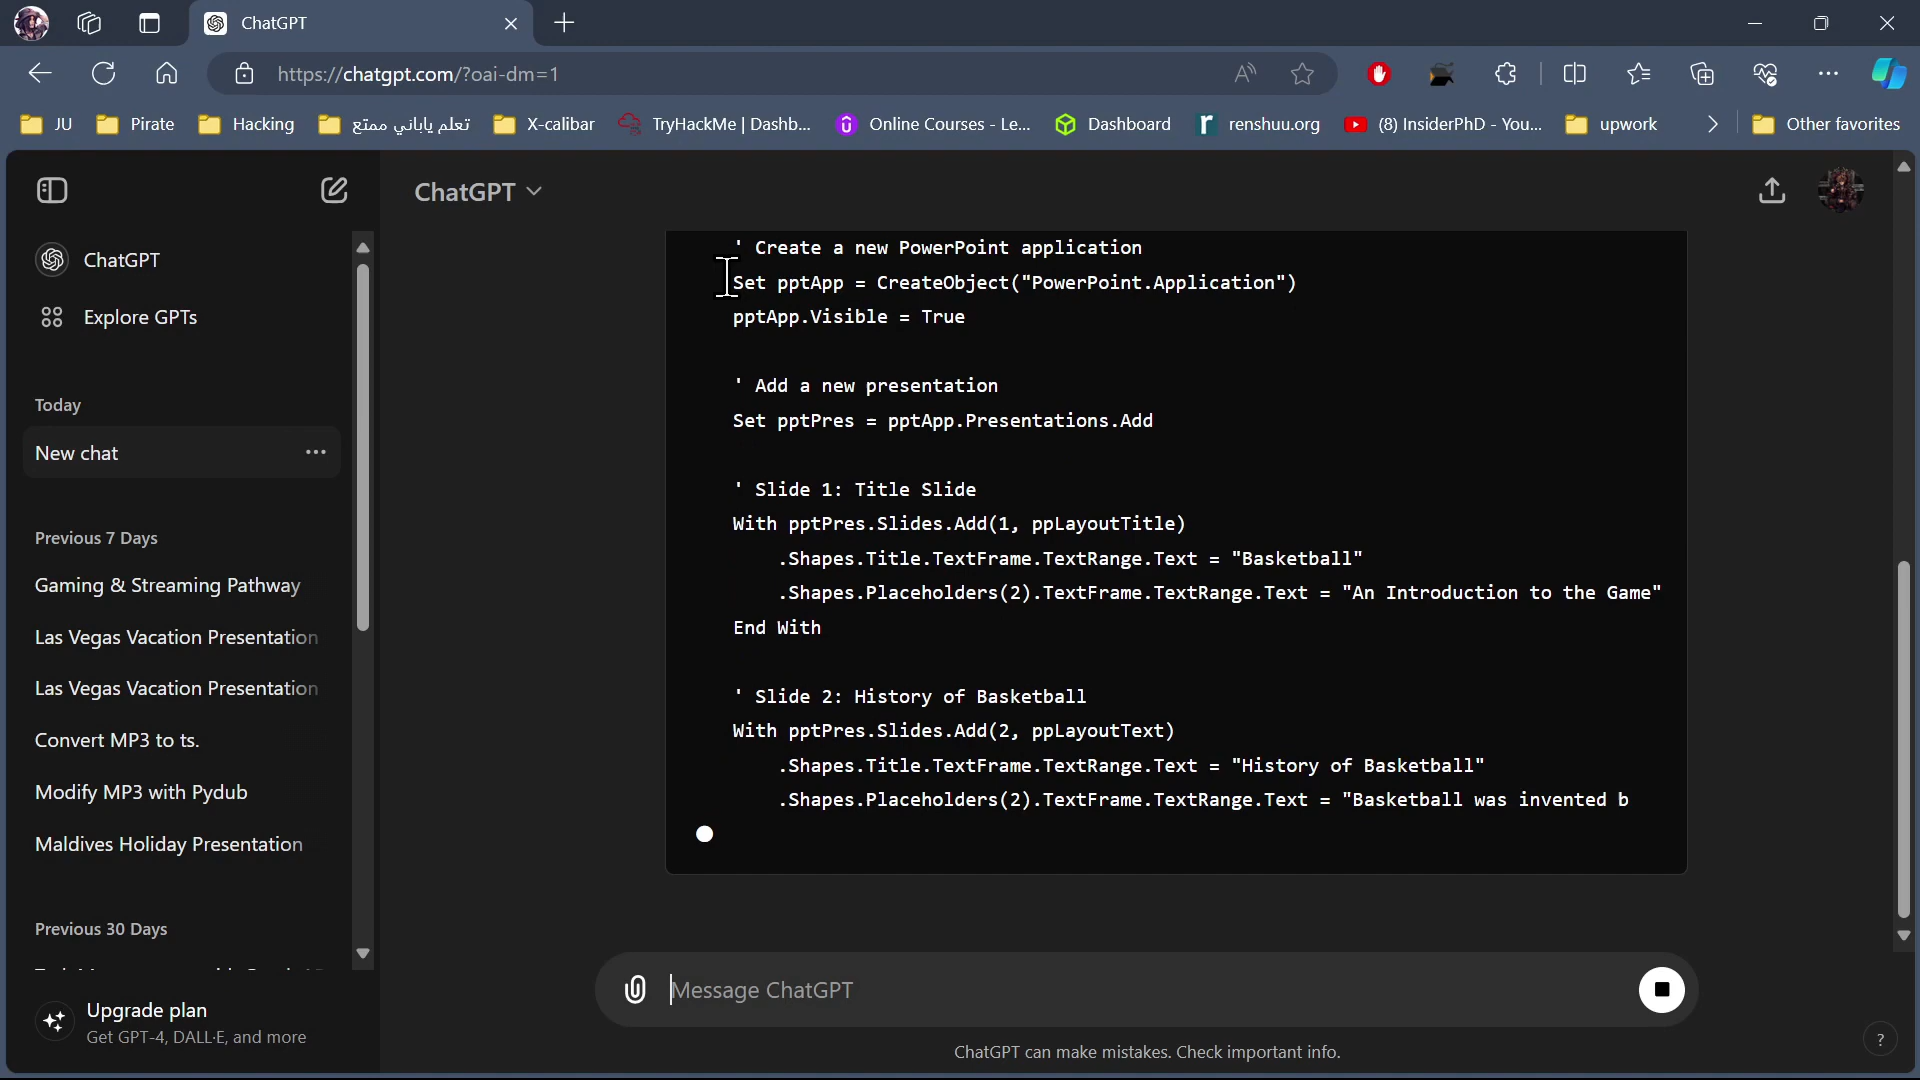 ChatGPT
https://chatgpt.com/?oai-dm=1
JU
Pirate
Hacking
تعلم ياباني ممتع
X-calibar
TryHackMe | Dashb...
Online Courses - Le...
Dashboard
renshuu.org
(8) InsiderPhD - You...
upwork
Other favorites
ChatGPT
ChatGPT
Explore GPTs
Today
New chat
Previous 7 Days
Gaming & Streaming Pathway
Las Vegas Vacation Presentation
Las Vegas Vacation Presentation
Convert MP3 to ts.
Modify MP3 with Pydub
Maldives Holiday Presentation
Previous 30 Days
Upgrade plan
Get GPT-4, DALL·E, and more
' Create a new PowerPoint application
Set pptApp = CreateObject("PowerPoint.Application")
pptApp.Visible = True
' Add a new presentation
Set pptPres = pptApp.Presentations.Add
' Slide 1: Title Slide
With pptPres.Slides.Add(1, ppLayoutTitle)
.Shapes.Title.TextFrame.TextRange.Text = "Basketball"
.Shapes.Placeholders(2).TextFrame.TextRange.Text = "An Introduction to the Game"
End With
' Slide 2: History of Basketball
With pptPres.Slides.Add(2, ppLayoutText)
.Shapes.Title.TextFrame.TextRange.Text = "History of Basketball"
.Shapes.Placeholders(2).TextFrame.TextRange.Text = "Basketball was invented b
Message ChatGPT
ChatGPT can make mistakes. Check important info.
?